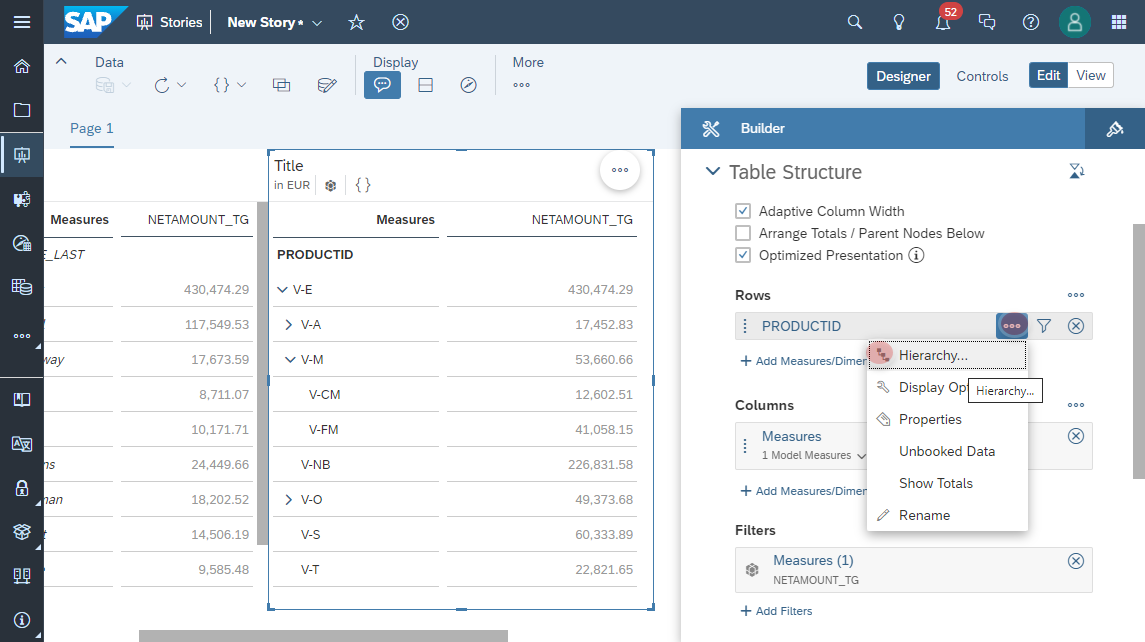 SAP Stories New Story* 52
Data Display More
Designer Controls Edit View
Page 1
Builder
Table Structure
Adaptive Column Width
Arrange Totals / Parent Nodes Below
Optimized Presentation
Rows
PRODUCTID
+ Add Measures/Dimen
Hierarchy...
Display Opt
Hierarchy...
Properties
Unbooked Data
Show Totals
Rename
Columns
Measures
1 Model Measures
+ Add Measures/Dimen
Filters
Measures (1)
NETAMOUNT_TG
+ Add Filters
Measures NETAMOUNT_TG
E_LAST
430,474.29
117,549.53
way 17,673.59
8,711.07
10,171.71
ms 24,449.66
nan 18,202.52
t 14,506.19
9,585.48
Title
in EUR { }
Measures NETAMOUNT_TG
PRODUCTID
V-E 430,474.29
V-A 17,452.83
V-M 53,660.66
V-CM 12,602.51
V-FM 41,058.15
V-NB 226,831.58
V-O 49,373.68
V-S 60,333.89
V-T 22,821.65